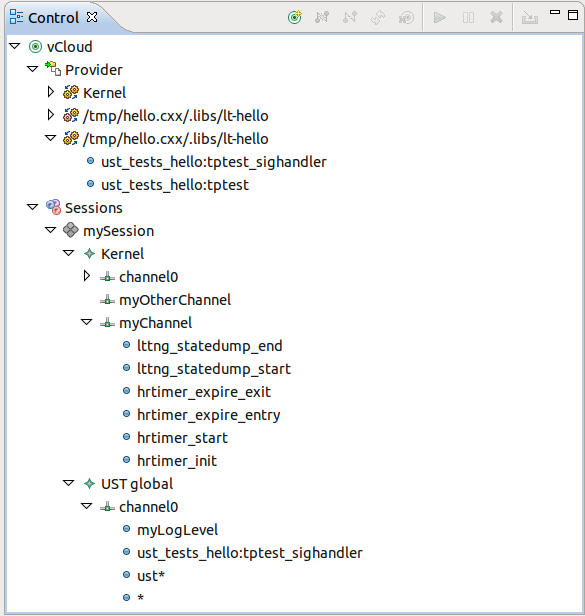 Control
vCloud
Provider
Kernel
/tmp/hello.cxx/.libs/lt-hello
/tmp/hello.cxx/.libs/lt-hello
ust_tests_hello:tptest_sighandler
ust_tests_hello:tptest
Sessions
mySession
Kernel
channel0
myOtherChannel
myChannel
lttng_statedump_end
lttng_statedump_start
hrtimer_expire_exit
hrtimer_expire_entry
hrtimer_start
hrtimer_init
UST global
channel0
myLogLevel
ust_tests_hello:tptest_sighandler
ust*
*